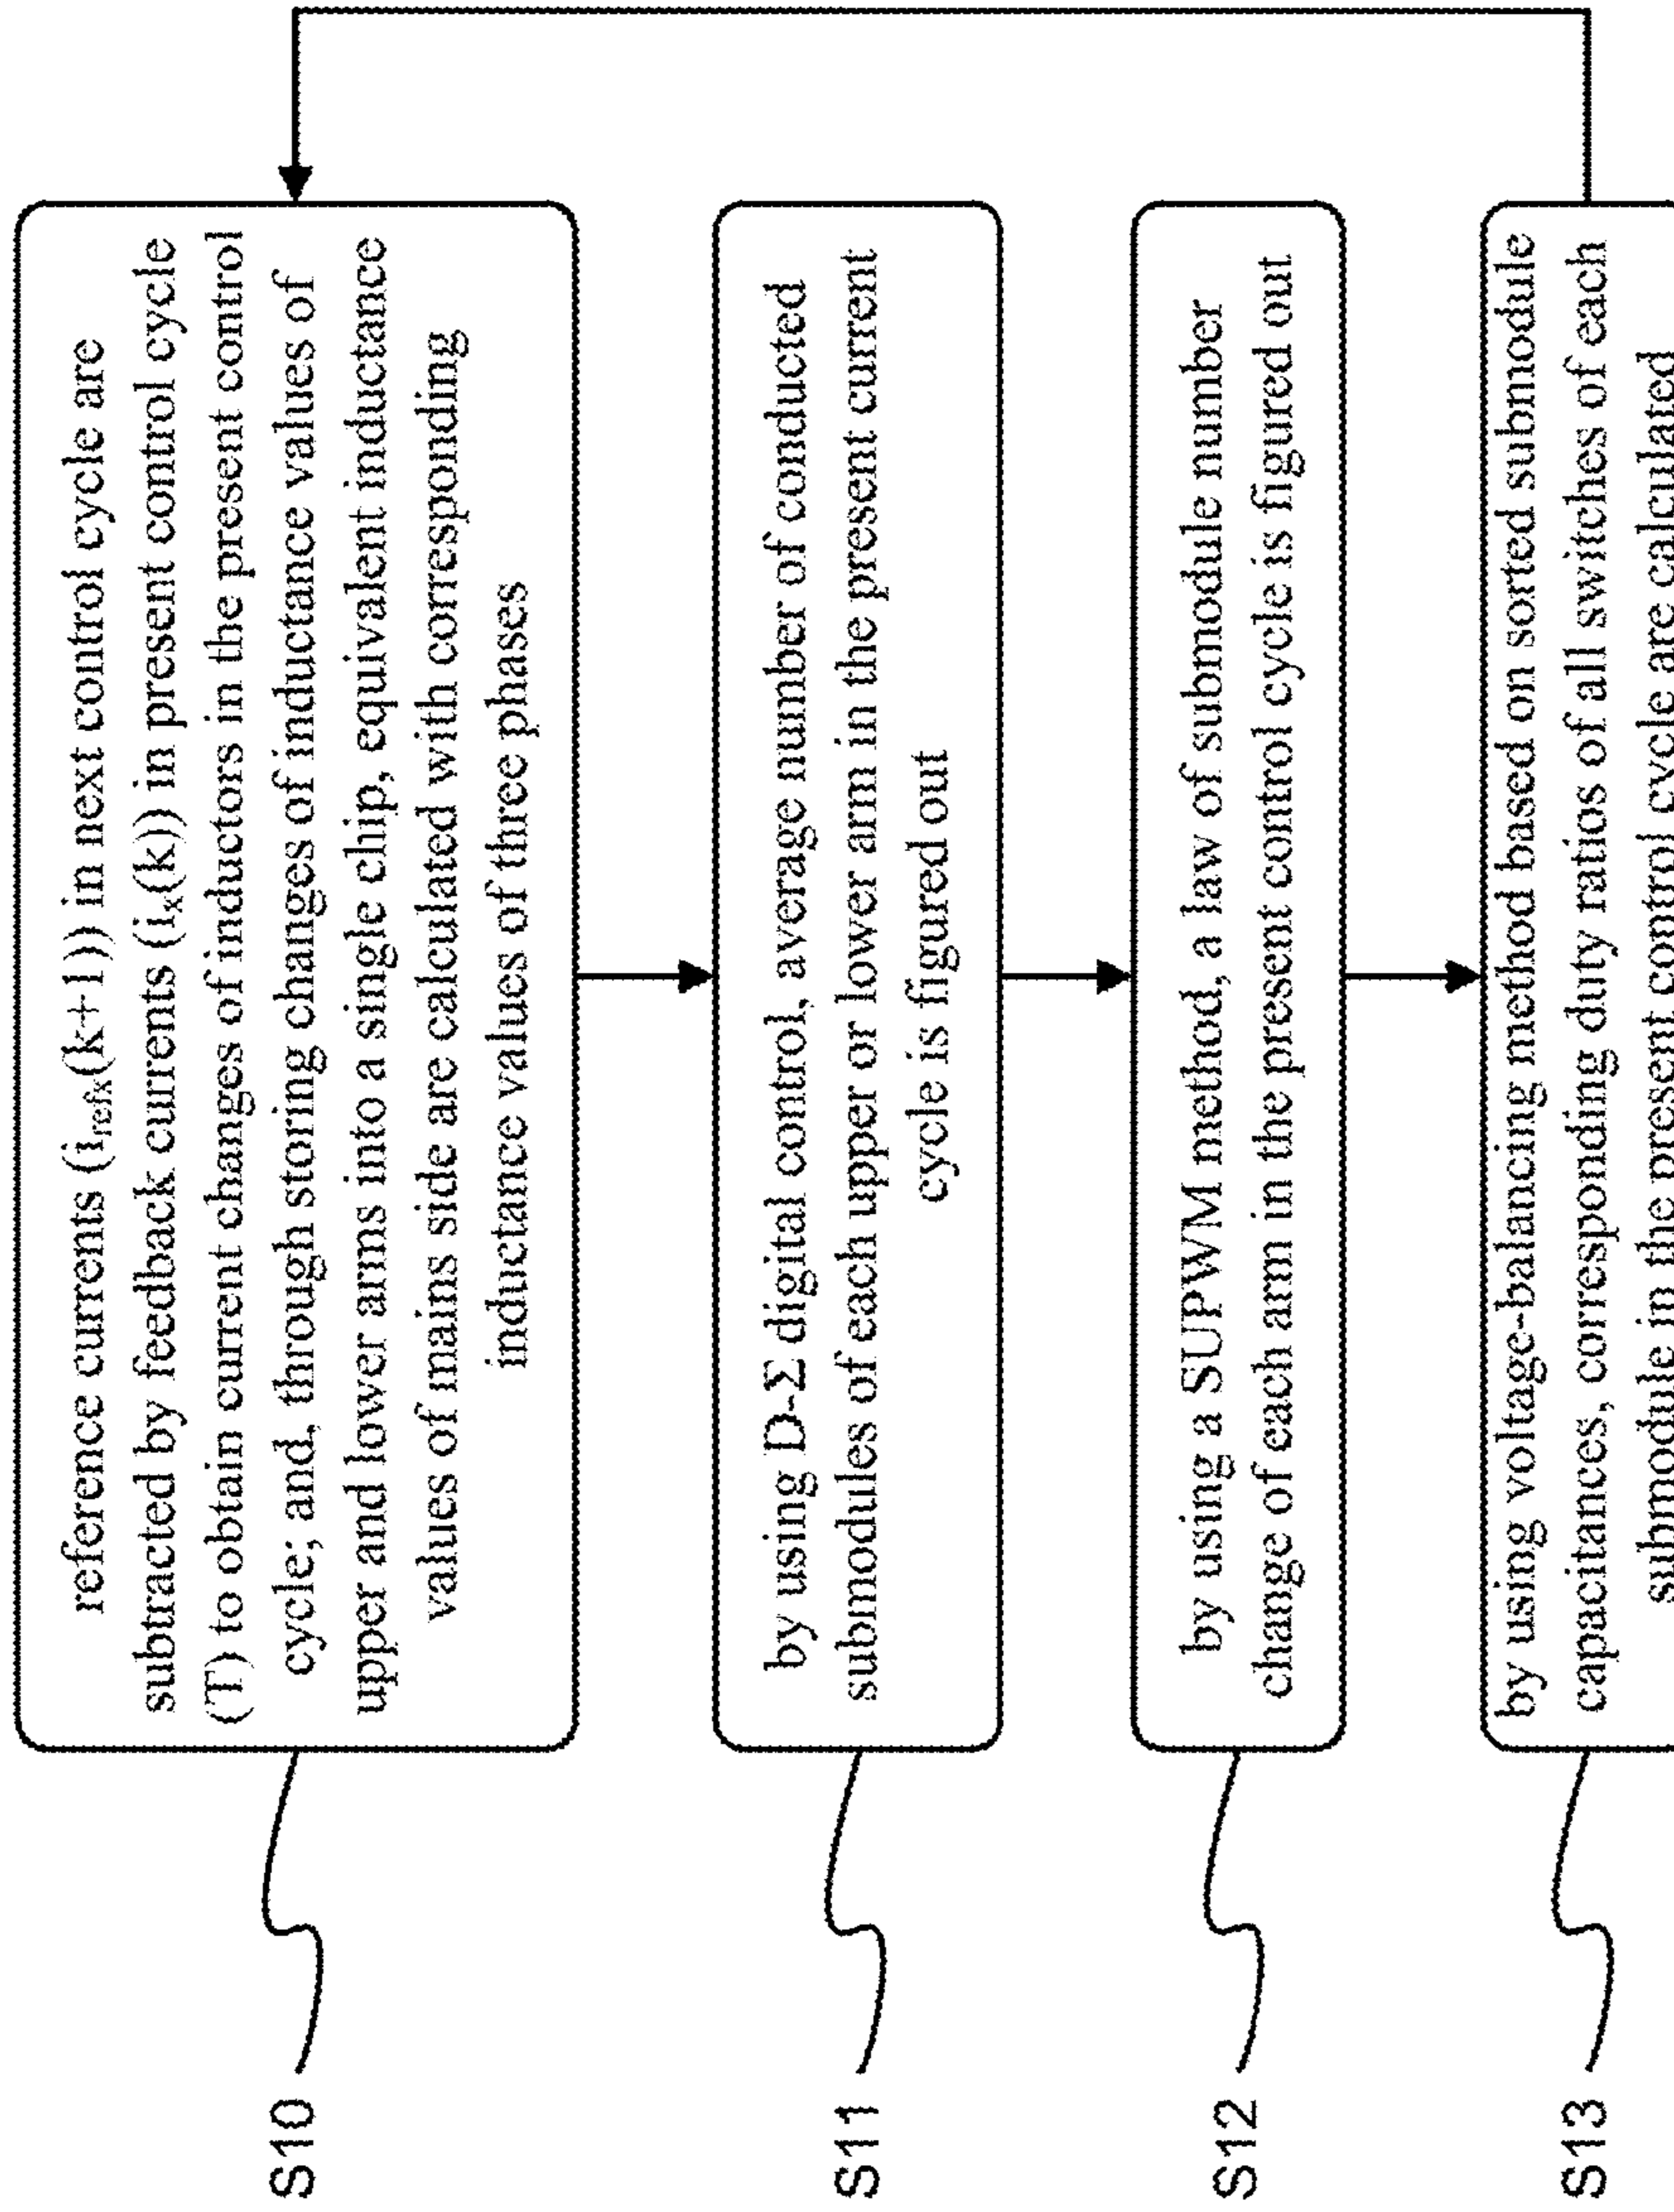 S10
reference currents (i_refx(k+1)) in next control cycle are
subtracted by feedback currents (i_x(k)) in present control cycle
(T) to obtain current changes of inductors in the present control
cycle; and, through storing changes of inductance values of
upper and lower arms into a single chip, equivalent inductance
values of mains side are calculated with corresponding
inductance values of three phases
S11
by using D-Σ digital control, average number of conducted
submodules of each upper or lower arm in the present current
cycle is figured out
S12
by using a SUPWM method, a law of submodule number
change of each arm in the present control cycle is figured out
S13
by using voltage-balancing method based on sorted submodule
capacitances, corresponding duty ratios of all switches of each
submodule in the present control cycle are calculated